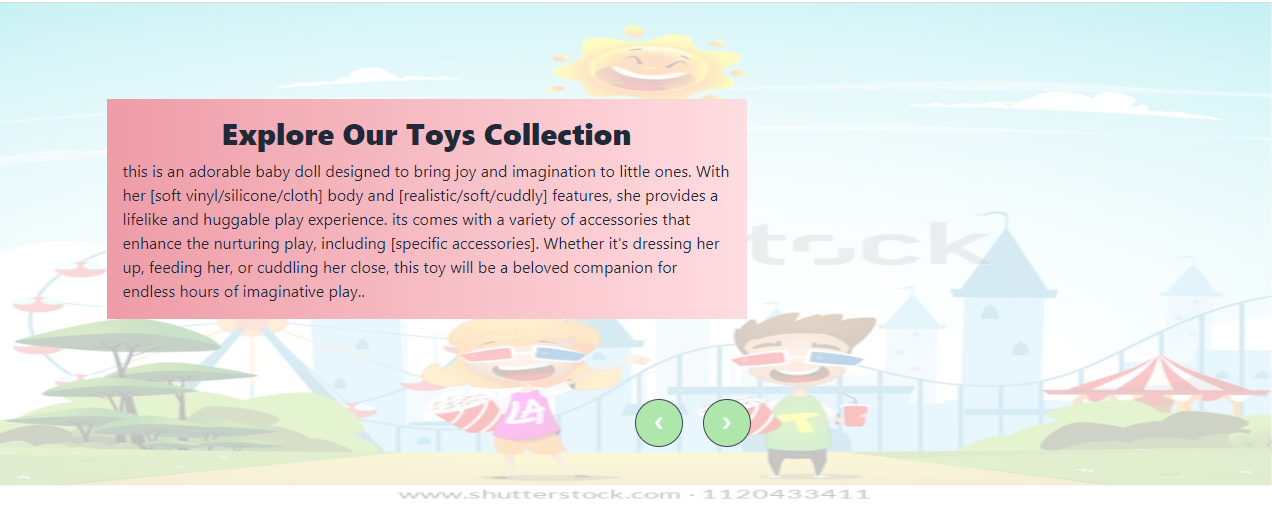 Explore Our Toys Collection
this is an adorable baby doll designed to bring joy and imagination to little ones. With
her [soft vinyl/silicone/cloth] body and [realistic/soft/cuddly] features, she provides a
lifelike and huggable play experience. its comes with a variety of accessories that
enhance the nurturing play, including [specific accessories]. Whether it's dressing her
up, feeding her, or cuddling her close, this toy will be a beloved companion for
endless hours of imaginative play..
tock
LA
T
www.shutterstock.com · 1120433411